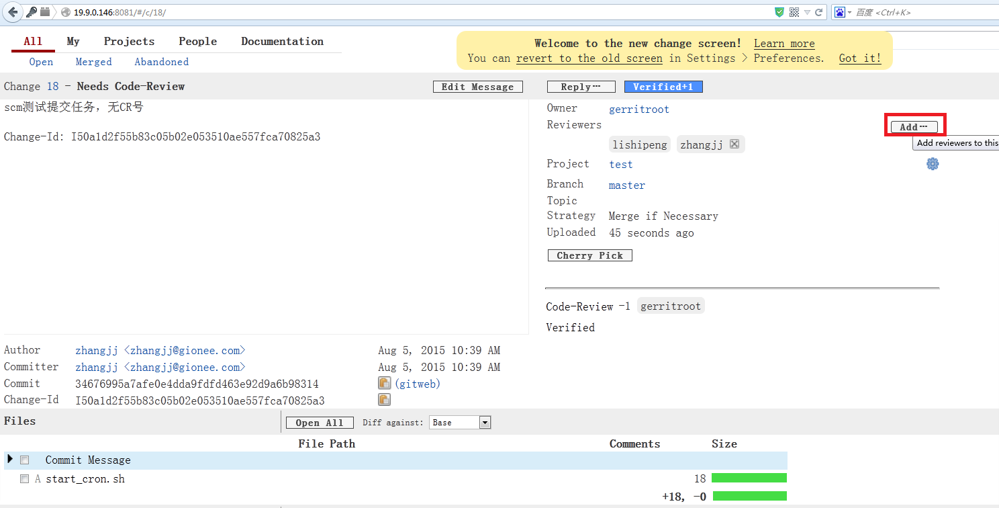 19.9.0.146:8081/#/c/18/
百度 <Ctrl+K>
All My Projects People Documentation
Open Merged Abandoned
Welcome to the new change screen! Learn more
You can revert to the old screen in Settings > Preferences. Got it!
Change 18 - Needs Code-Review
Edit Message
Reply…
Verified+1
scm测试提交任务，无CR号
Change-Id: I50a1d2f55b83c05b02e053510ae557fca70825a3
Owner gerritroot
Reviewers
Add…
Add reviewers to this
lishipeng zhangjj
Project test
Branch master
Topic
Strategy Merge if Necessary
Uploaded 45 seconds ago
Cherry Pick
Code-Review -1 gerritroot
Verified
Author zhangjj <zhangjj@gionee.com> Aug 5, 2015 10:39 AM
Committer zhangjj <zhangjj@gionee.com> Aug 5, 2015 10:39 AM
Commit 34676995a7afe0e4dda9fdfd463e92d9a6b98314 (gitweb)
Change-Id I50a1d2f55b83c05b02e053510ae557fca70825a3
Files Open All Diff against: Base
File Path Comments Size
Commit Message
A start_cron.sh 18
+18, -0